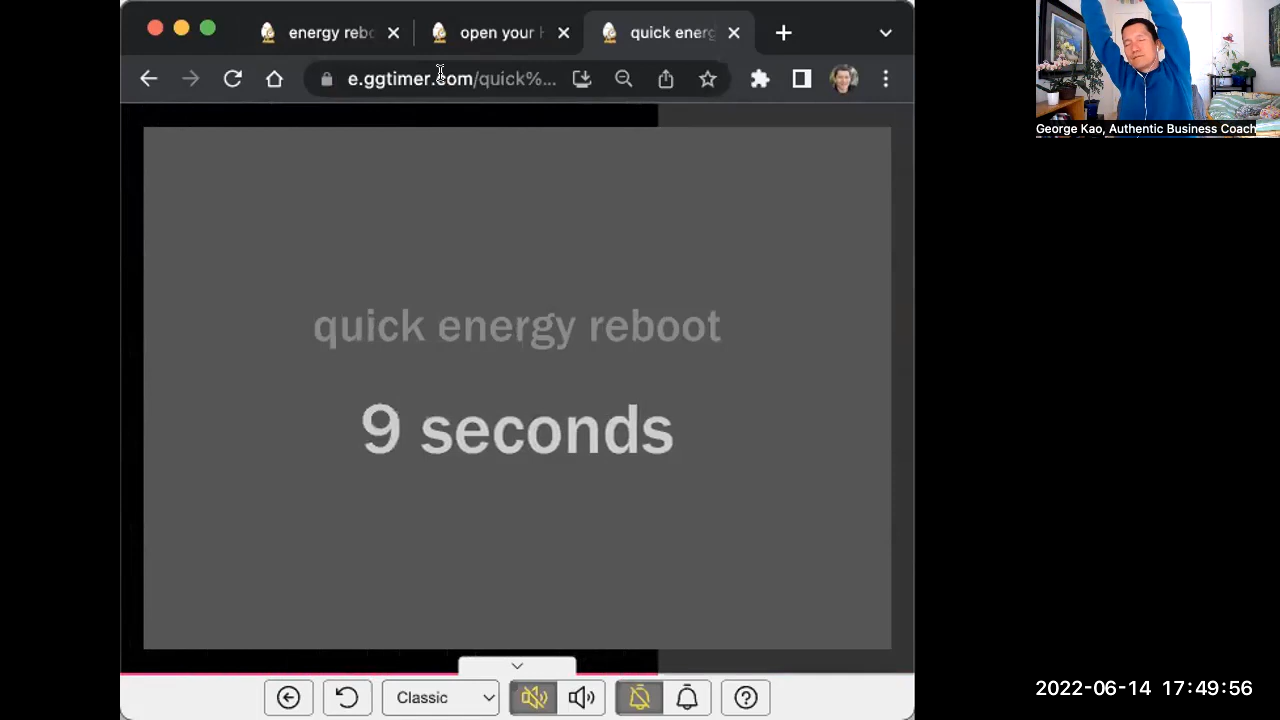 energy reb
open your
quick energ
e.ggtimer.com/quick%...
George Kao, Authentic Business Coach
quick energy reboot
9 seconds
Classic
2022-06-14 17:49:56